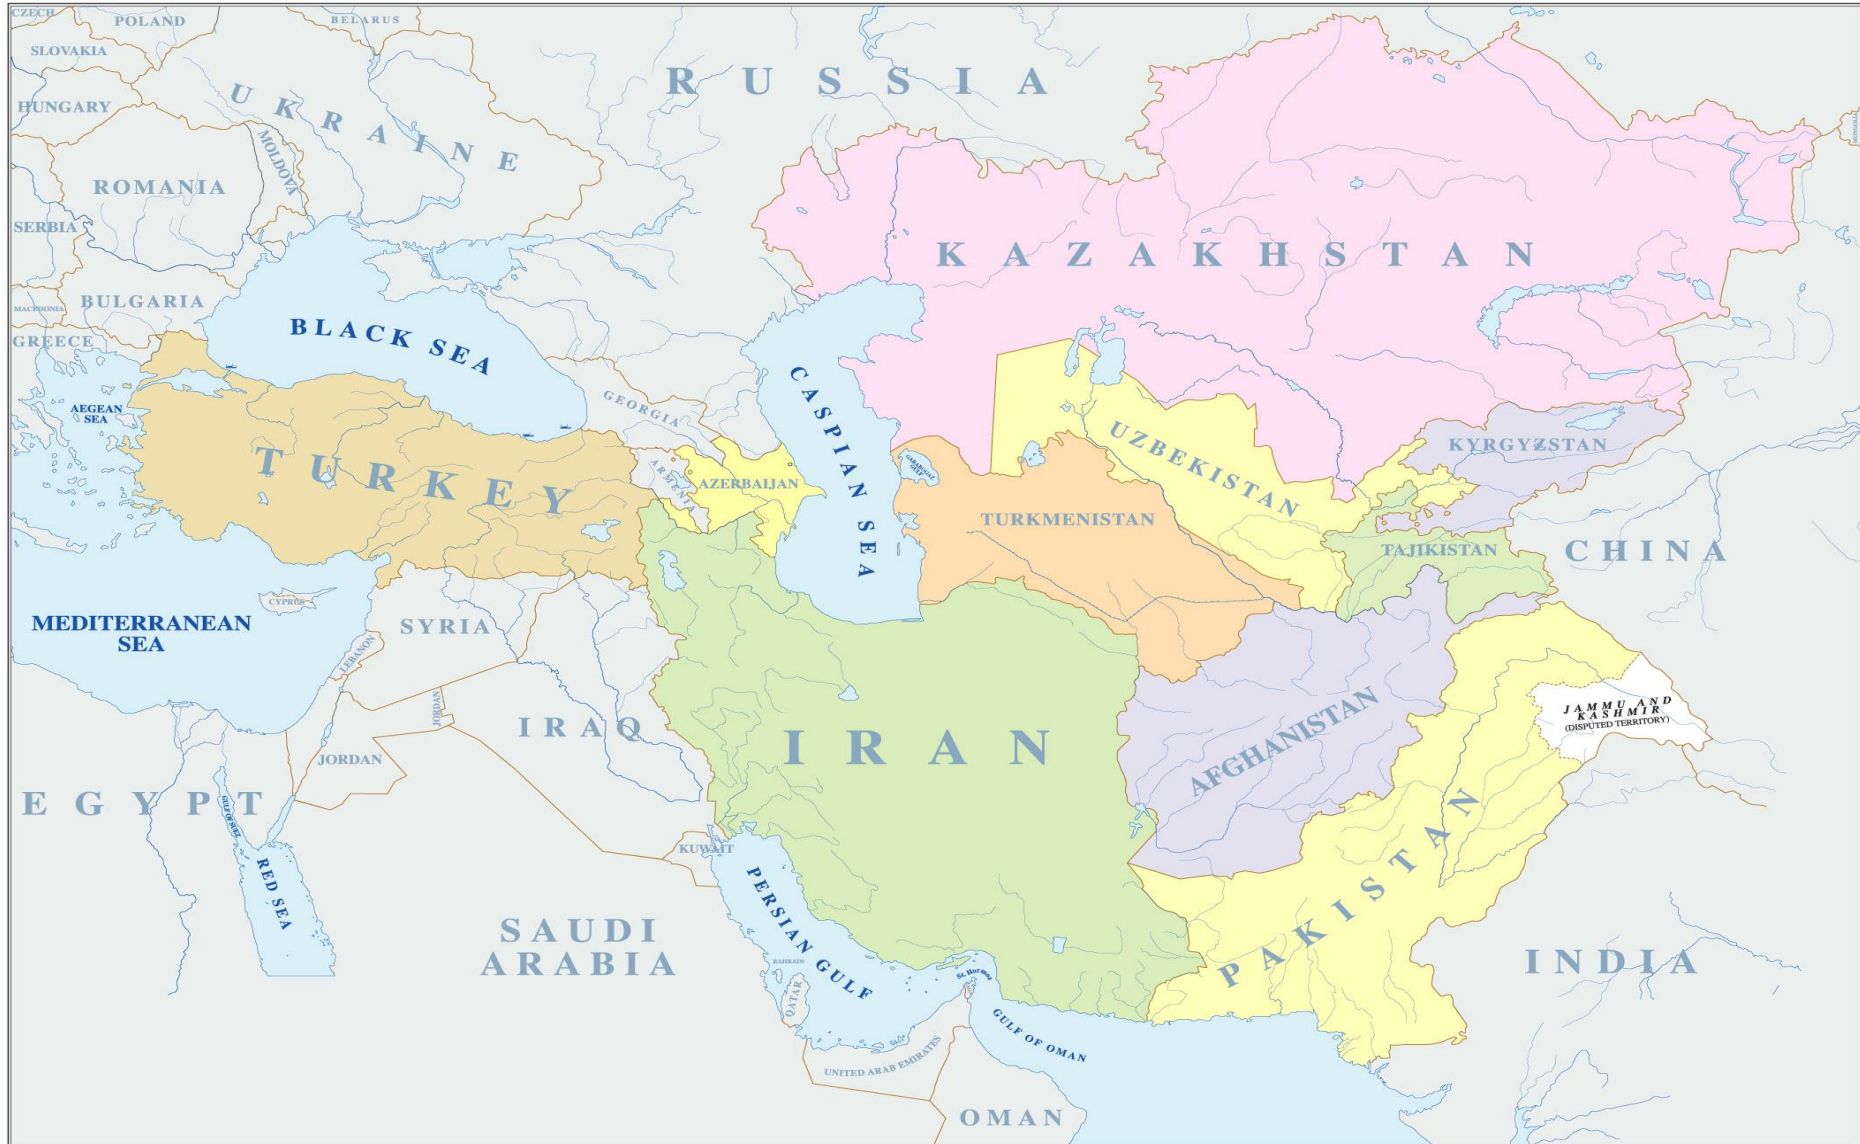 CZECH
POLAND
BELARUS
SLOVAKIA
RUSSIA
UKRAINE
HUNGARY
MOLDOVA
ROMANIA
SERBIA
KAZAKHSTAN
BULGARIA
MACEDONIA
GREECE
BLACK SEA
AEGEAN
SEA
GEORGIA
CASPIAN SEA
UZBEKISTAN
KYRGYZSTAN
TURKEY
ARMENIA
AZERBAIJAN
GARABOGAZ
GULF
TURKMENISTAN
TAJIKISTAN
CHINA
CYPRUS
MEDITERRANEAN
SEA
SYRIA
LEBANON
JORDAN
IRAQ
IRAN
AFGHANISTAN
JAMMU AND
KASHMIR
(DISPUTED TERRITORY)
JORDAN
EGYPT
GULF OF SUEZ
RED SEA
KUWAIT
PERSIAN GULF
PAKISTAN
SAUDI
ARABIA
BAHRAIN
QATAR
St. Hormoz
INDIA
GULF OF OMAN
UNITED ARAB EMIRATES
OMAN